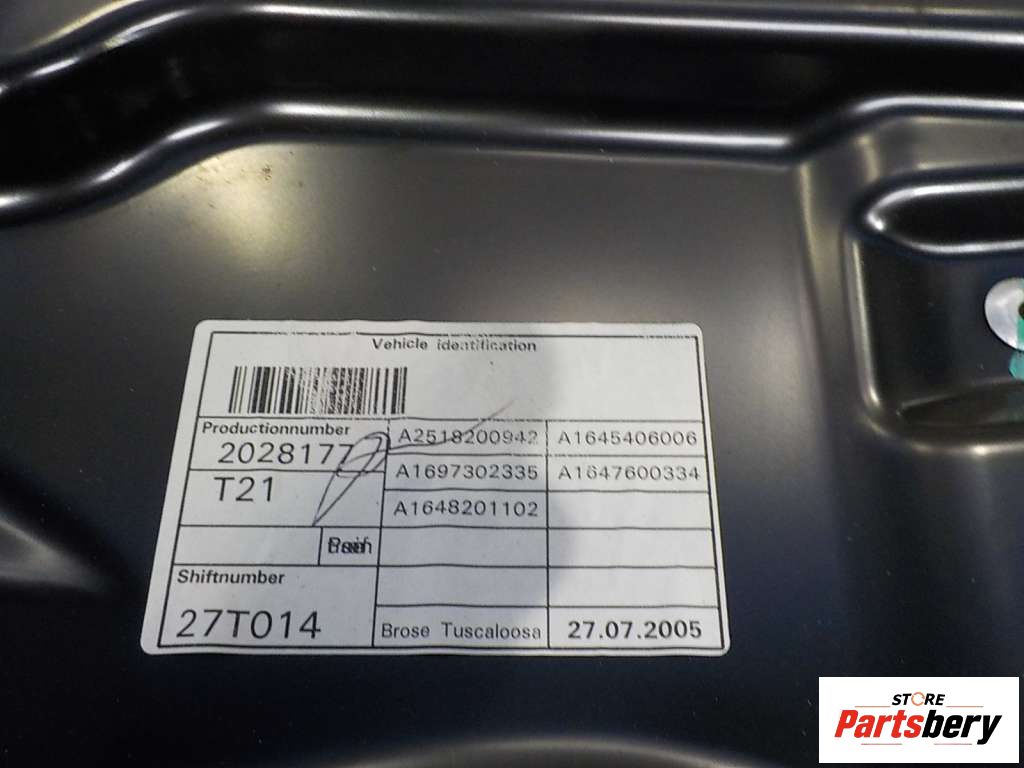 Vehicle identification
Productionnumber
2028177
T21
A2518200942 A1645406006
A1697302335 A1647600334
A1648201102
Shiftnumber
27T014
Brose Tuscaloosa 27.07.2005
STORE
Partsbery